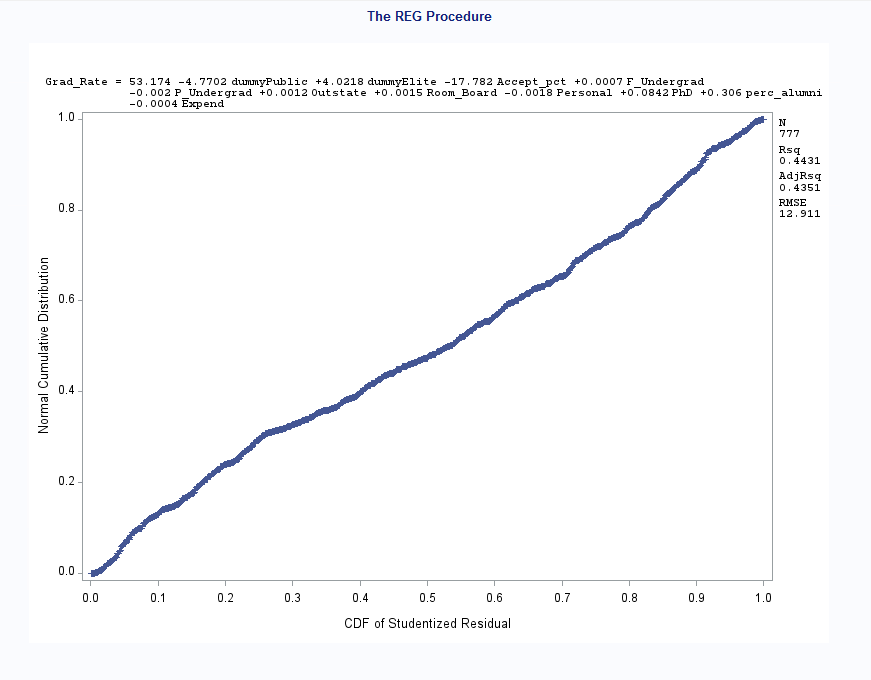 The REG Procedure
Grad_Rate = 53.174 -4.7702 dummyPublic +4.0218 dummyElite -17.782 Accept_pct +0.0007 F_Undergrad
-0.002 P_Undergrad +0.0012 Outstate +0.0015 Room_Board -0.0018 Personal +0.0842 PhD +0.306 perc_alumni
-0.0004 Expend
N
777
Rsq
0.4431
AdjRsq
0.4351
RMSE
12.911
Normal Cumulative Distribution
1.0
0.8
0.6
0.4
0.2
0.0
0.0 0.1 0.2 0.3 0.4 0.5 0.6 0.7 0.8 0.9 1.0
CDF of Studentized Residual